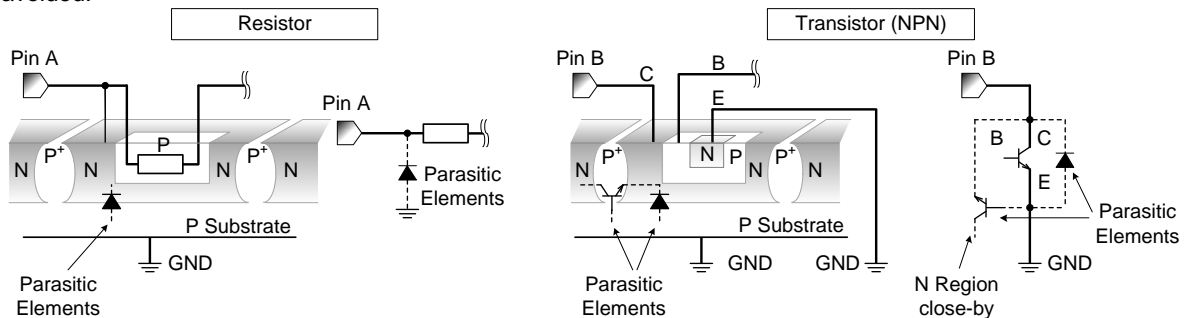 Resistor
Transistor (NPN)
Pin A
Pin A
P
N
P+
N
N
P+
N
Parasitic
Elements
P Substrate
GND
Parasitic
Elements
Pin B
C
B
E
N
P+
N
N
P
N
P+
N
P Substrate
GND
GND
Parasitic
Elements
Pin B
B
C
E
Parasitic
Elements
GND
N Region
close-by